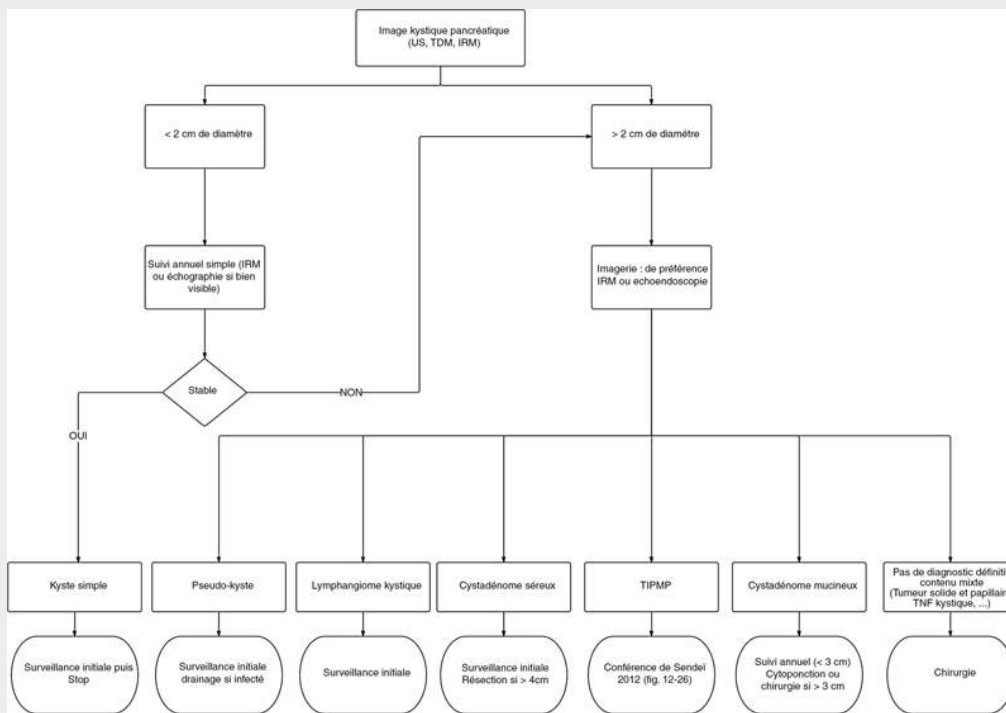 Image kystique pancréatique
(US, TDM, IRM)
< 2 cm de diamètre
> 2 cm de diamétre
Suivi annuel simple (IRM
ou échographie si bien
visible)
Imagerie : de préférence
IRM ou echoendoscopie
Stable
NON
OUI
Kyste simple
Pseudo-kyste
Lymphangiome kystique
Cystadénome séreux
TIPMP
Cystadénome mucineux
Pas de diagnostic définiti
contenu mixte
(Tumeur solide et papillair
TNF kystique, ...)
Surveillance initiale puis
Stop
Surveillance initiale
drainage si infecté
Surveillance initiale
Surveillance initiale
Résection si > 4cm
Conférence de Sendeï
2012 (fig. 12-26)
Suivi annuel (< 3 cm)
Cytoponction ou
chirurgie si > 3 cm
Chirurgie